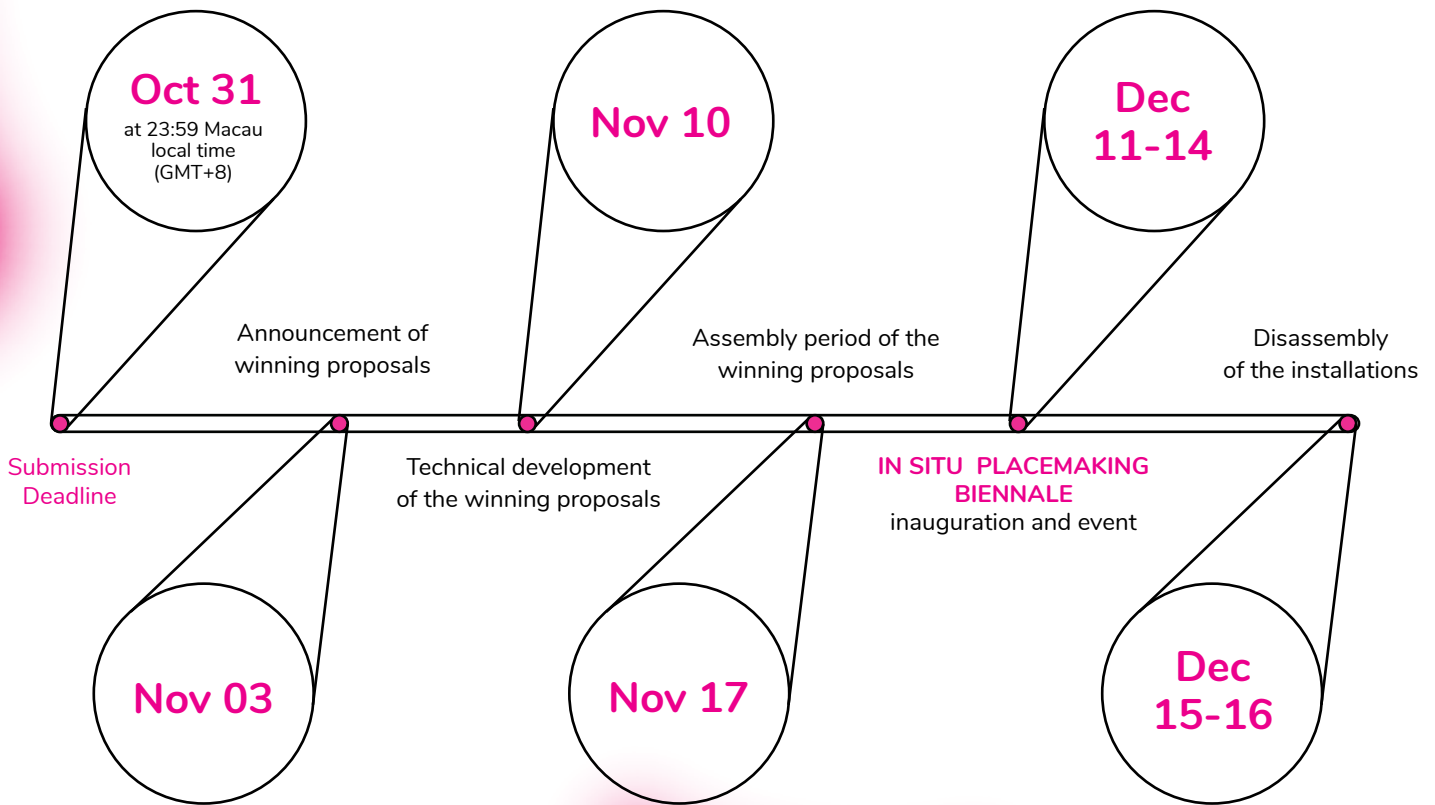 Oct 31
at 23:59 Macau
local time
(GMT+8)
Submission
Deadline
Announcement of
winning proposals
Nov 03
Nov 10
Technical development
of the winning proposals
Assembly period of the
winning proposals
Nov 17
Dec
11-14
IN SITU PLACEMAKING
BIENNALE
inauguration and event
Disassembly
of the installations
Dec
15-16